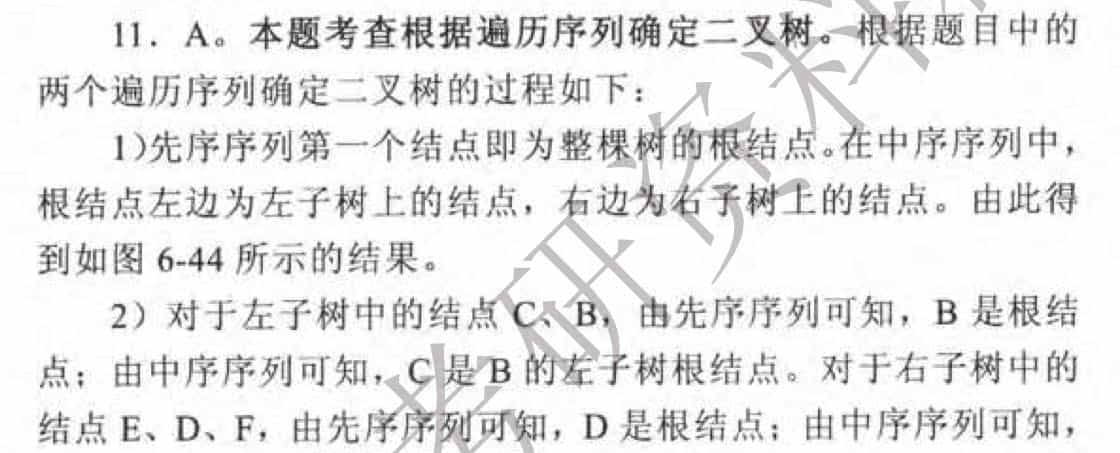 11．A。本题考查根据遍历序列确定二叉树。根据题目中的
两个遍历序列确定二叉树的过程如下：
1)先序序列第一个结点即为整棵树的根结点。在中序序列中，
根结点左边为左子树上的结点，右边为右子树上的结点。由此得
到如图 6-44 所示的结果。
2）对于左子树中的结点 C、B，由先序序列可知，B 是根结
点；由中序序列可知，C 是 B 的左子树根结点。对于右子树中的
结点 E、D、F，由先序序列可知，D 是根结点；由中序序列可知，
考研资料